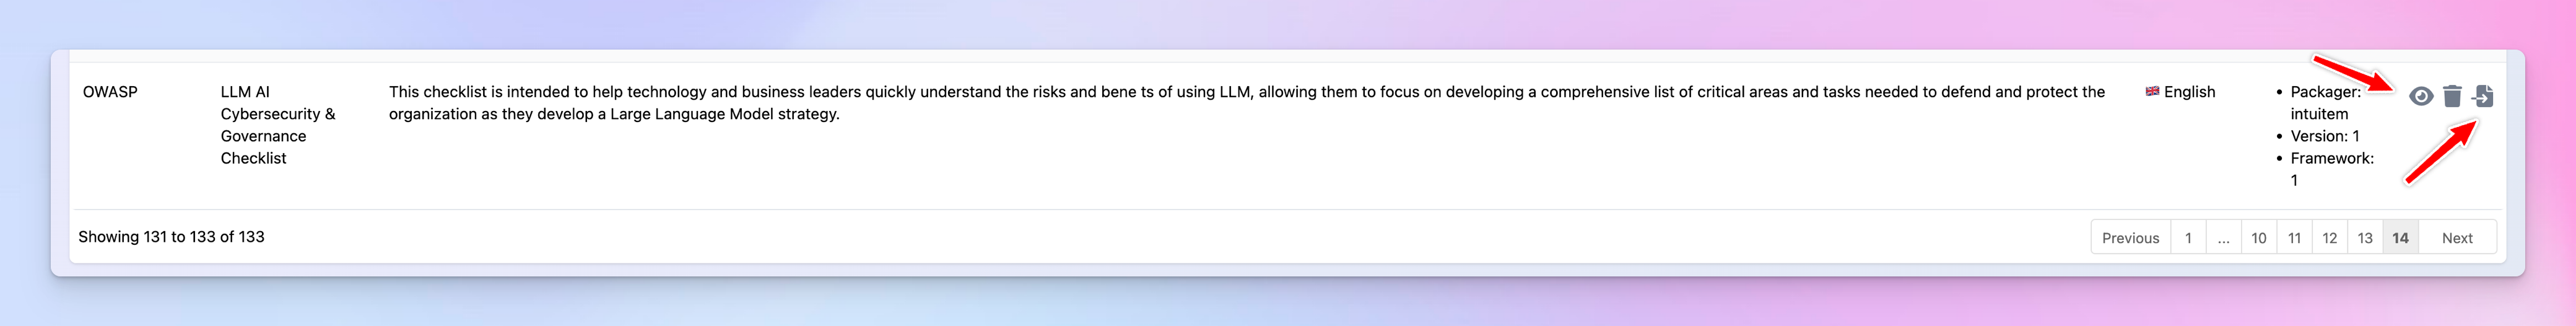 OWASP
LLM AI
Cybersecurity &
Governance
Checklist
This checklist is intended to help technology and business leaders quickly understand the risks and bene ts of using LLM, allowing them to focus on developing a comprehensive list of critical areas and tasks needed to defend and protect the
organization as they develop a Large Language Model strategy.
English
• Packager:
intuitem
• Version: 1
• Framework:
1
Showing 131 to 133 of 133
Previous 1 ... 10 11 12 13 14 Next